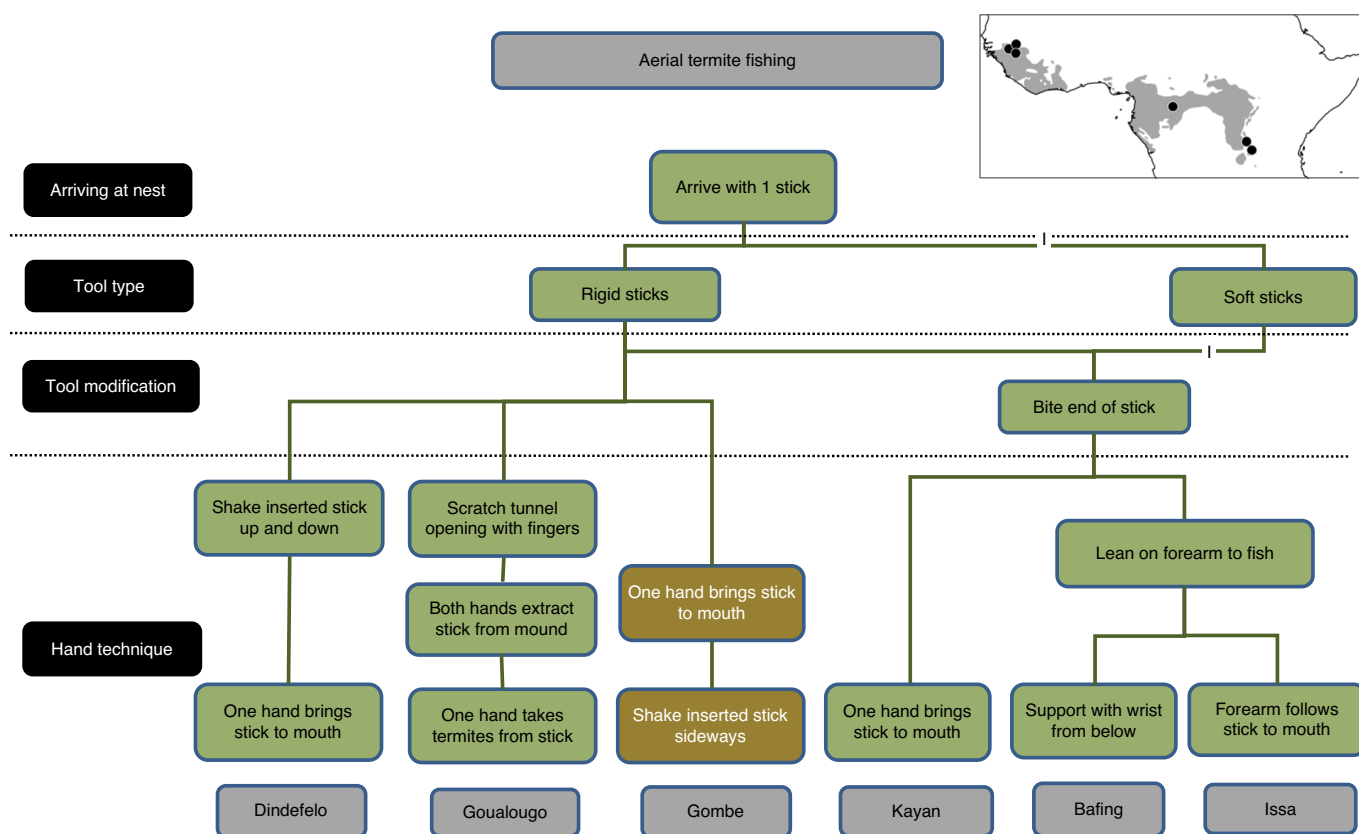 Aerial termite fishing
Arriving at nest
Arrive with 1 stick
I
Tool type
Rigid sticks
Soft sticks
I
Tool modification
Bite end of stick
Hand technique
Shake inserted stick
up and down
Scratch tunnel
opening with fingers
Lean on forearm to fish
Both hands extract
stick from mound
One hand brings stick
to mouth
One hand brings
stick to mouth
One hand takes
termites from stick
Shake inserted stick
sideways
One hand brings
stick to mouth
Support with wrist
from below
Forearm follows
stick to mouth
Dindefelo
Goualougo
Gombe
Kayan
Bafing
Issa